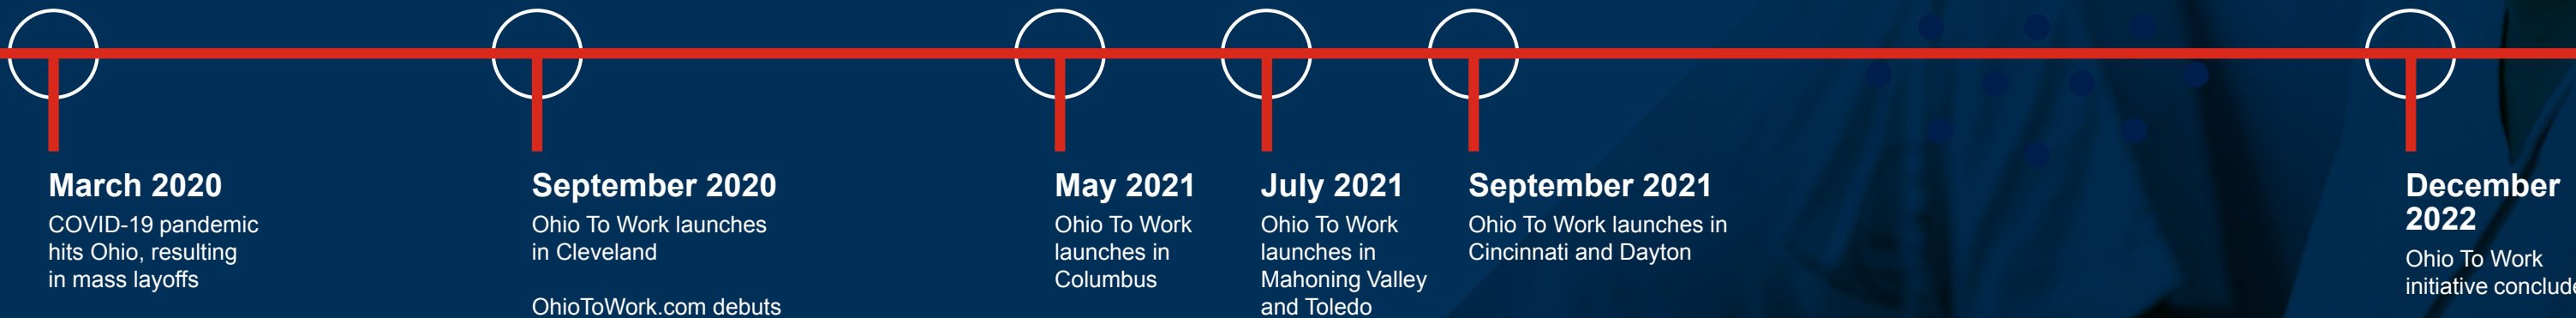 March 2020
COVID-19 pandemic
hits Ohio, resulting
in mass layoffs
September 2020
Ohio To Work launches
in Cleveland
OhioToWork.com debuts
May 2021
Ohio To Work
launches in
Columbus
July 2021
Ohio To Work
launches in
Mahoning Valley
and Toledo
September 2021
Ohio To Work launches in
Cincinnati and Dayton
December
2022
Ohio To Work
initiative conclude